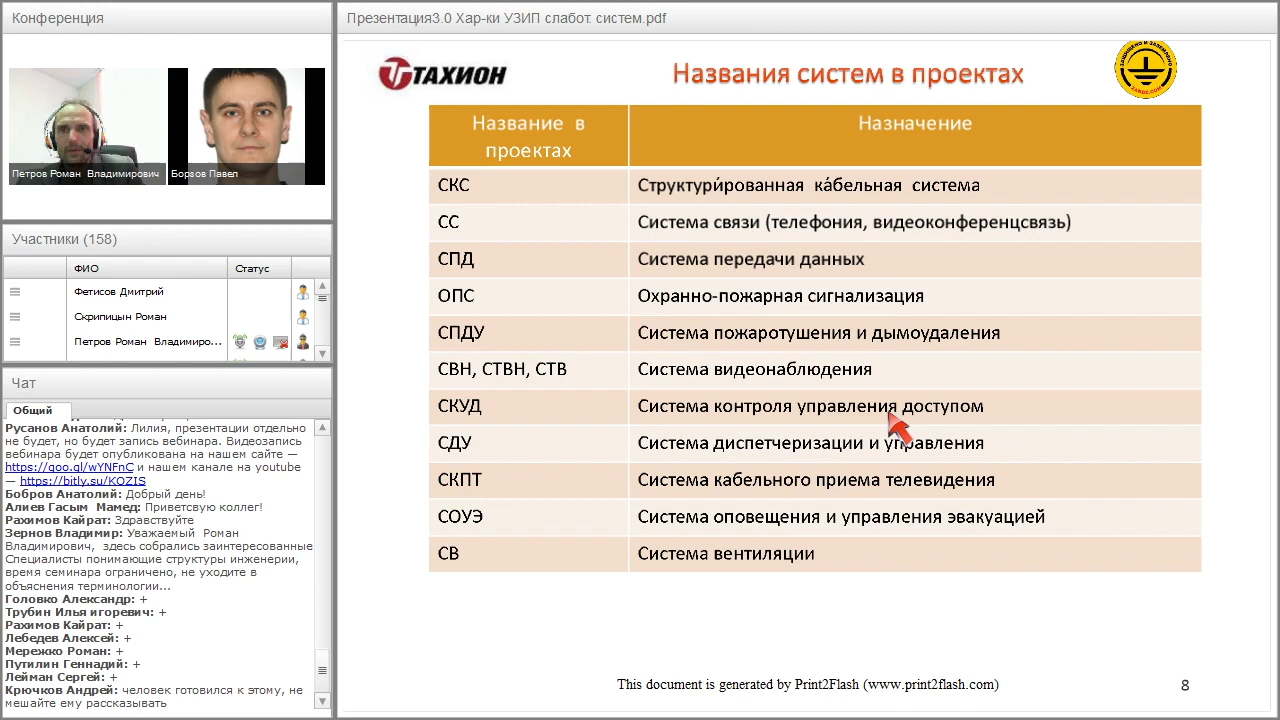 Конференция
Петров Роман Владимирович
Борзов Павел
Участники (158)
ФИО Статус
Фетисов Дмитрий
Скрипицын Роман
Петров Роман Владимиро...
Чат
Общий
Русанов Анатолий: Лилия, презентации отдельно
не будет, но будет запись вебинара. Видеозапись
вебинара будет опубликована на нашем сайте —
https://goo.gl/wYNFnC и нашем канале на youtube
— https://bitly.su/KOZIS
Бобров Анатолий: Добрый день!
Алиев Гасым Мамед: Приветсвую коллег!
Рахимов Кайрат: Здравствуйте
Зернов Владимир: Уважаемый Роман
Владимирович, здесь собрались заинтересованные
Специалисты понимающие структуры инженерии,
время семинара ограничено, не уходите в
объяснения терминологии...
Головко Александр: +
Трубин Илья игоревич: +
Рахимов Кайрат: +
Лебедев Алексей: +
Мережко Роман: +
Путилин Геннадий: +
Лейман Сергей: +
Крючков Андрей: человек готовился к этому, не
мешайте ему рассказывать
Презентация3.0 Хар-ки УЗИП слабот. систем.pdf
ТАХИОН
Названия систем в проектах
ZANDZ.COM
Название в
проектах
Назначение
СКС Структури́рованная ка́бельная система
СС Система связи (телефония, видеоконференцсвязь)
СПД Система передачи данных
ОПС Охранно-пожарная сигнализация
СПДУ Система пожаротушения и дымоудаления
СВН, СТВН, СТВ Система видеонаблюдения
СКУД Система контроля управления доступом
СДУ Система диспетчеризации и управления
СКПТ Система кабельного приема телевидения
СОУЭ Система оповещения и управления эвакуацией
СВ Система вентиляции
This document is generated by Print2Flash (www.print2flash.com)
8